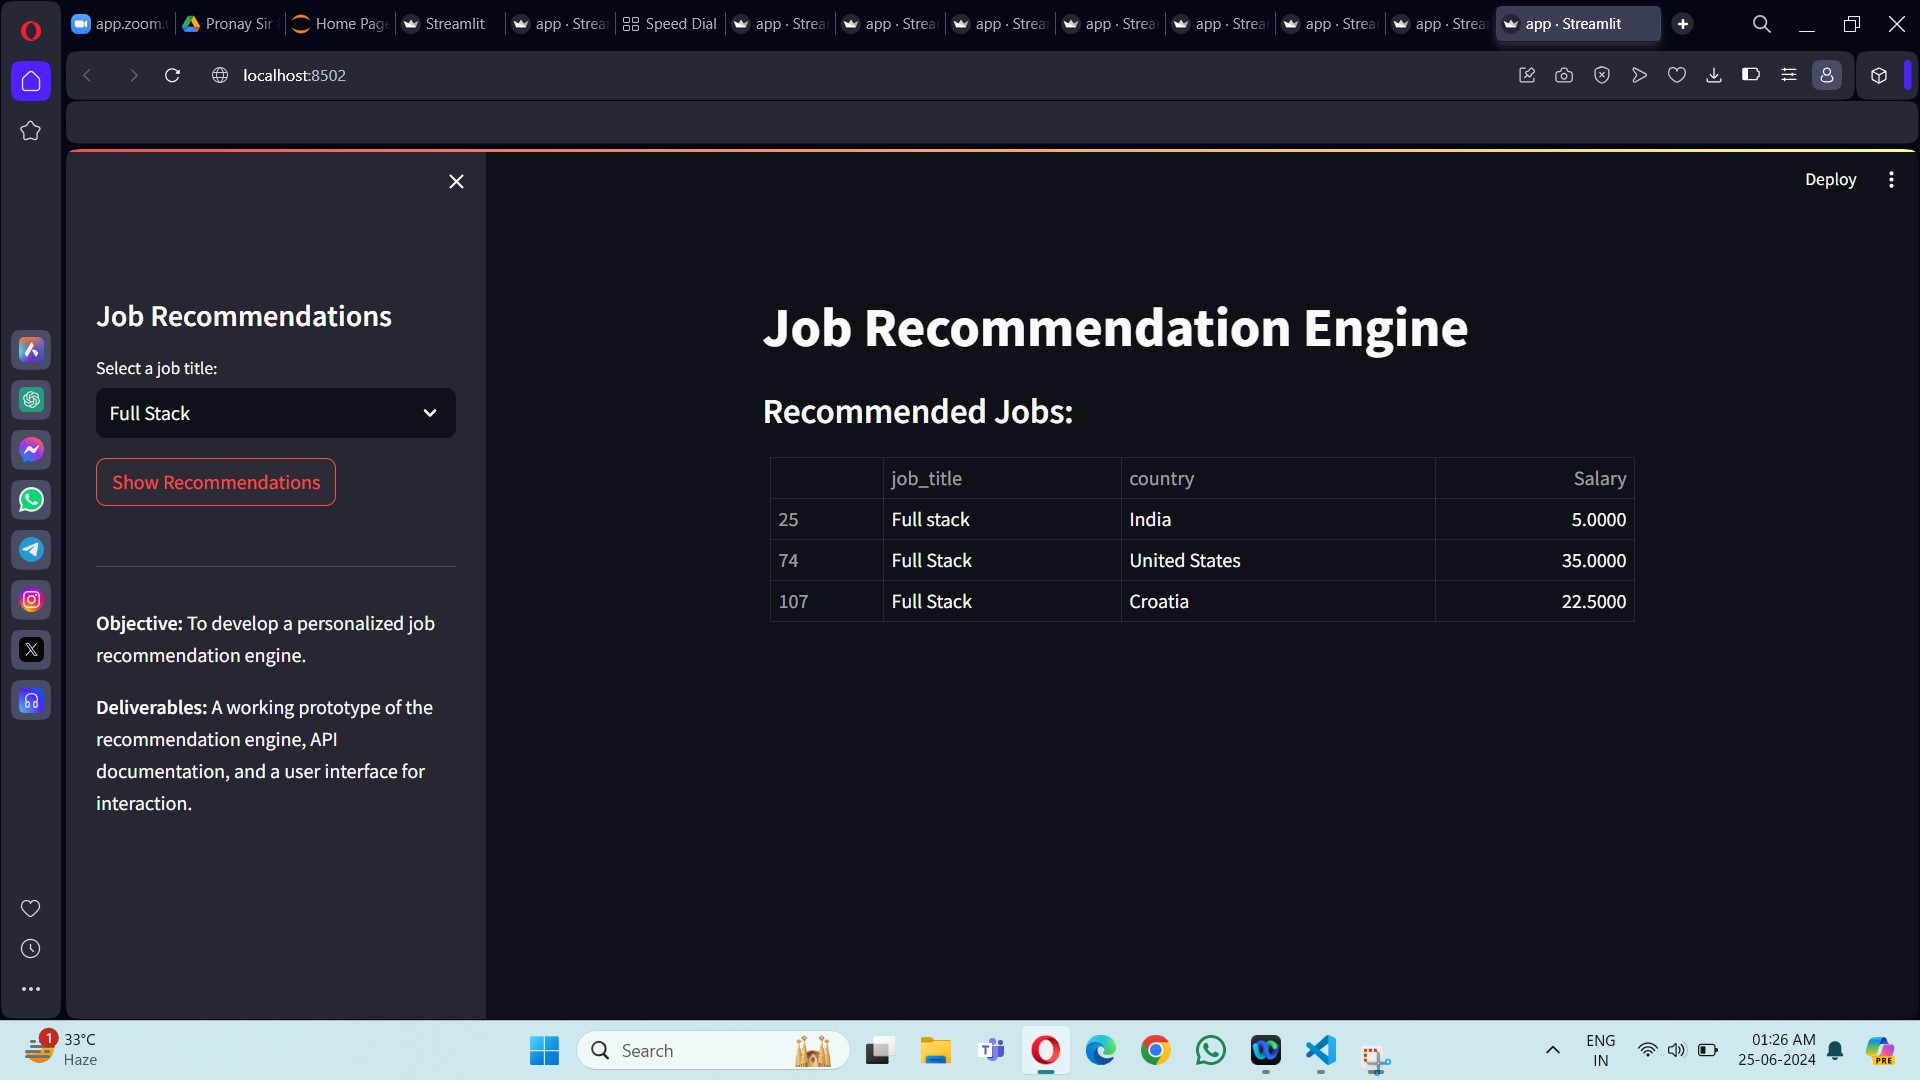 app.zoom.u
Pronay Sir
Home Page
Streamlit
app · Strea
Speed Dial
app · Strea
app · Strea
app · Strea
app · Strea
app · Strea
app · Strea
app · Strea
app · Streamlit
localhost:8502
Deploy
Job Recommendations
Select a job title:
Full Stack
Show Recommendations
Objective: To develop a personalized job
recommendation engine.
Deliverables: A working prototype of the
recommendation engine, API
documentation, and a user interface for
interaction.
Job Recommendation Engine
Recommended Jobs:
job_title country Salary
25 Full stack India 5.0000
74 Full Stack United States 35.0000
107 Full Stack Croatia 22.5000
1
33°C
Haze
Search
ENG
IN
01:26 AM
25-06-2024
PRE